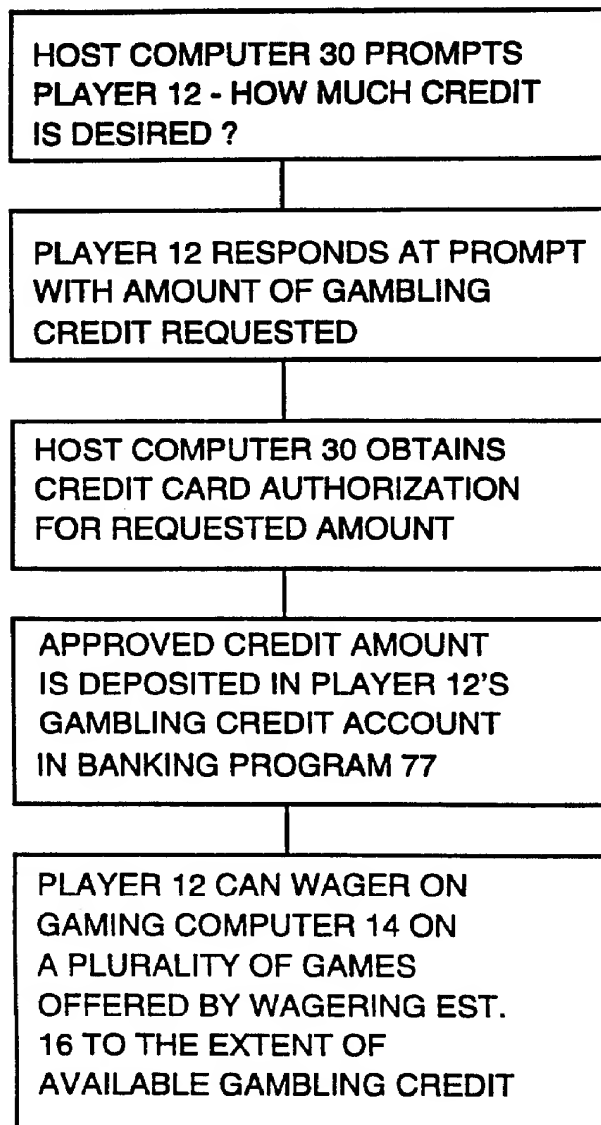 HOST COMPUTER 30 PROMPTS
PLAYER 12 - HOW MUCH CREDIT
IS DESIRED ?
PLAYER 12 RESPONDS AT PROMPT
WITH AMOUNT OF GAMBLING
CREDIT REQUESTED
HOST COMPUTER 30 OBTAINS
CREDIT CARD AUTHORIZATION
FOR REQUESTED AMOUNT
APPROVED CREDIT AMOUNT
IS DEPOSITED IN PLAYER 12'S
GAMBLING CREDIT ACCOUNT
IN BANKING PROGRAM 77
PLAYER 12 CAN WAGER ON
GAMING COMPUTER 14 ON
A PLURALITY OF GAMES
OFFERED BY WAGERING EST.
16 TO THE EXTENT OF
AVAILABLE GAMBLING CREDIT